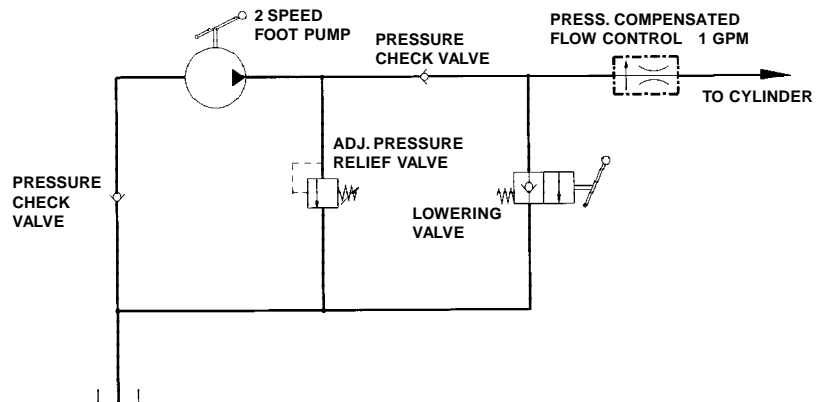 2 SPEED
FOOT PUMP
PRESSURE
CHECK VALVE
PRESS. COMPENSATED
FLOW CONTROL 1 GPM
TO CYLINDER
ADJ. PRESSURE
RELIEF VALVE
PRESSURE
CHECK
VALVE
LOWERING
VALVE